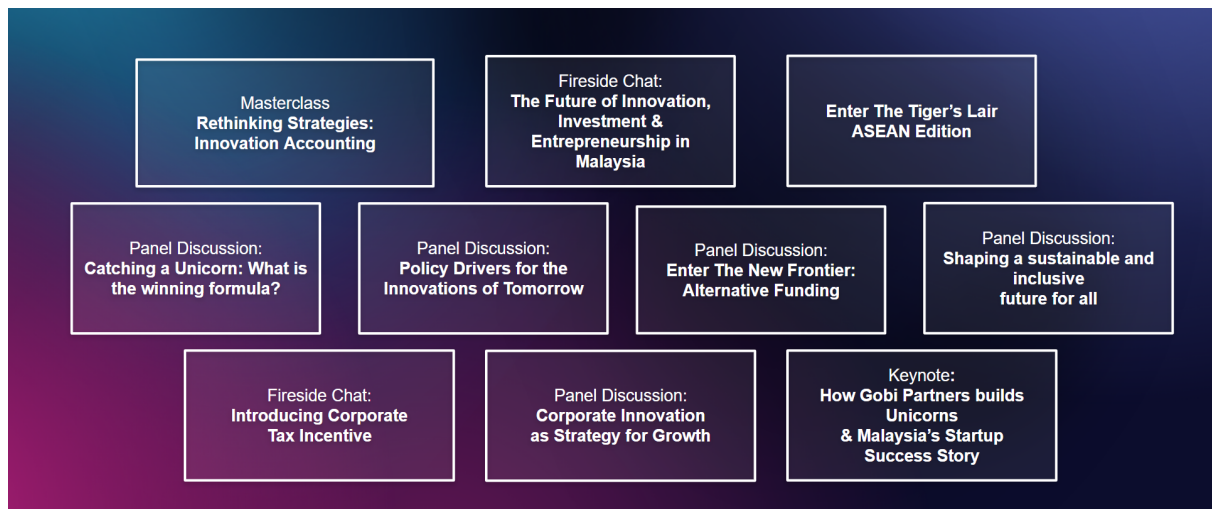 Masterclass
Rethinking Strategies:
Innovation Accounting
Fireside Chat:
The Future of Innovation,
Investment &
Entrepreneurship in
Malaysia
Enter The Tiger’s Lair
ASEAN Edition
Panel Discussion:
Catching a Unicorn: What is
the winning formula?
Panel Discussion:
Policy Drivers for the
Innovations of Tomorrow
Panel Discussion:
Enter The New Frontier:
Alternative Funding
Panel Discussion:
Shaping a sustainable and
inclusive
future for all
Fireside Chat:
Introducing Corporate
Tax Incentive
Panel Discussion:
Corporate Innovation
as Strategy for Growth
Keynote:
How Gobi Partners builds
Unicorns
& Malaysia’s Startup
Success Story